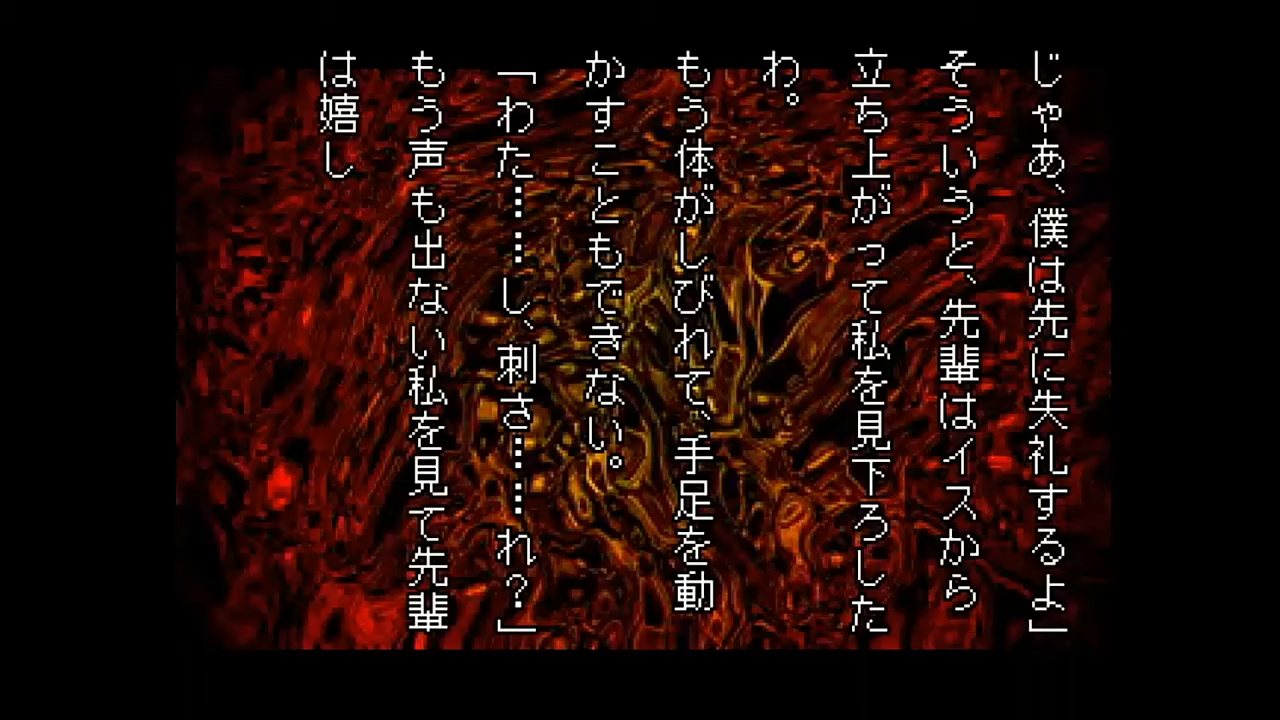 じゃあ、僕は先に失礼するよ」
そういうと、先輩はイスから
立ち上がって私を見下ろした
わ。
もう体がしびれて、手足を動
かすこともできない。
「わた……し、刺さ……れ？」
もう声も出ない私を見て先輩
は嬉し